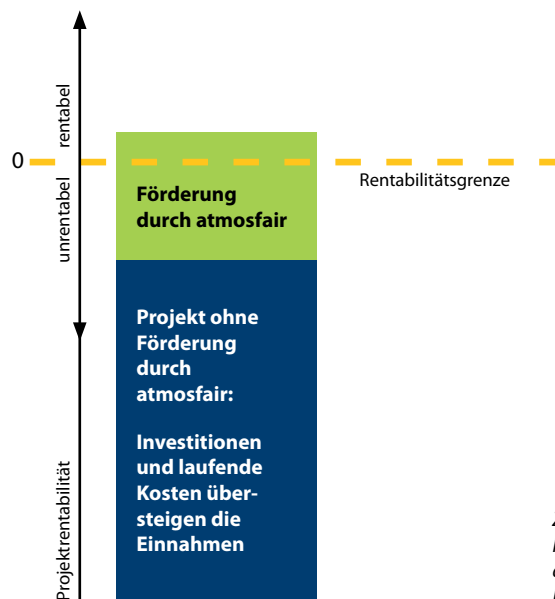 rentabel
0
unrentabel
Rentabilitätsgrenze
Förderung
durch atmosfair
Projekt ohne
Förderung
durch
atmosfair:
Investitionen
und laufende
Kosten über-
steigen die
Einnahmen
Projektrentabilität